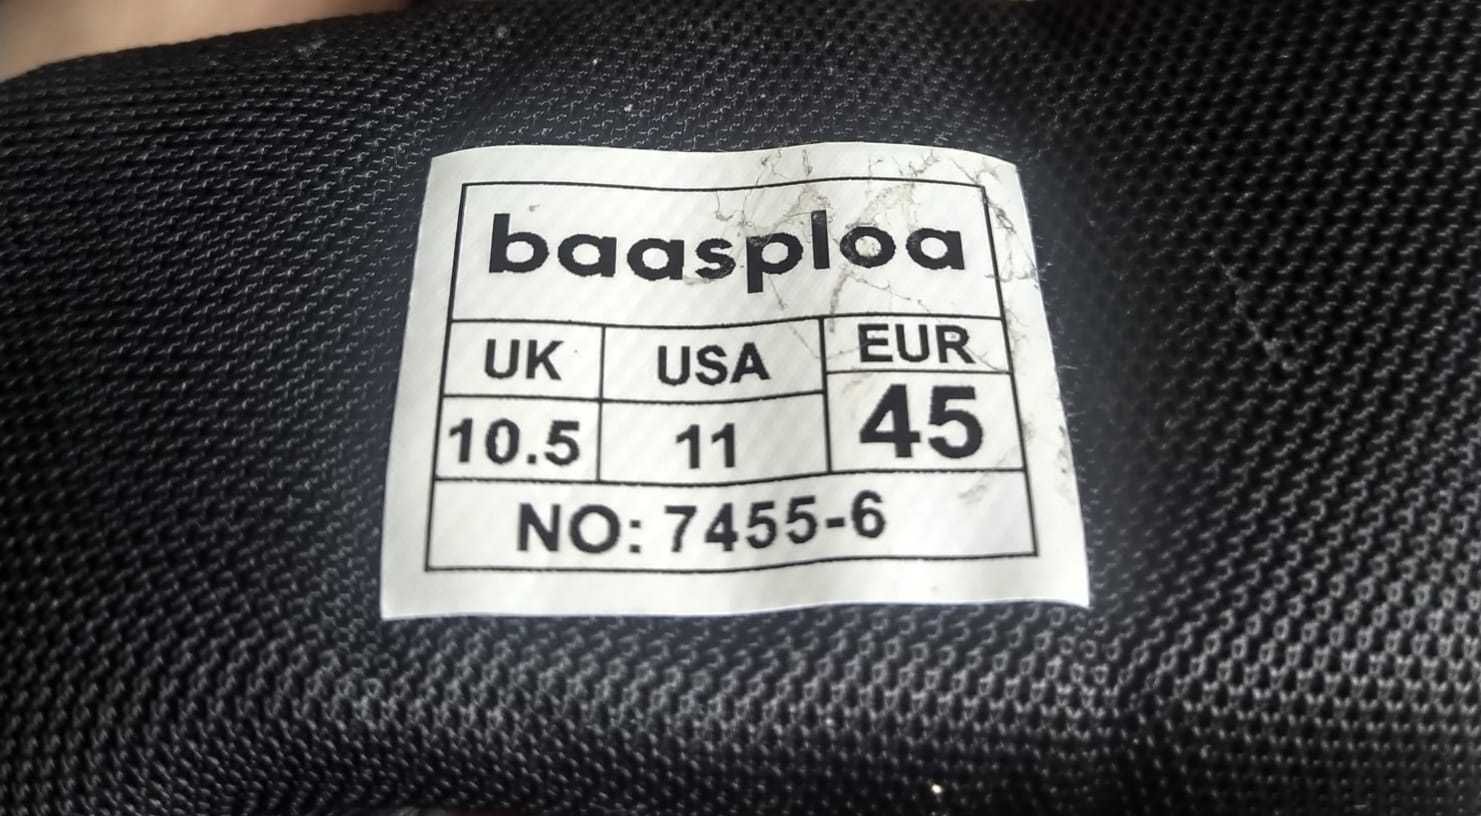 baasploa
UK USA EUR
10.5 11 45
NO: 7455-6